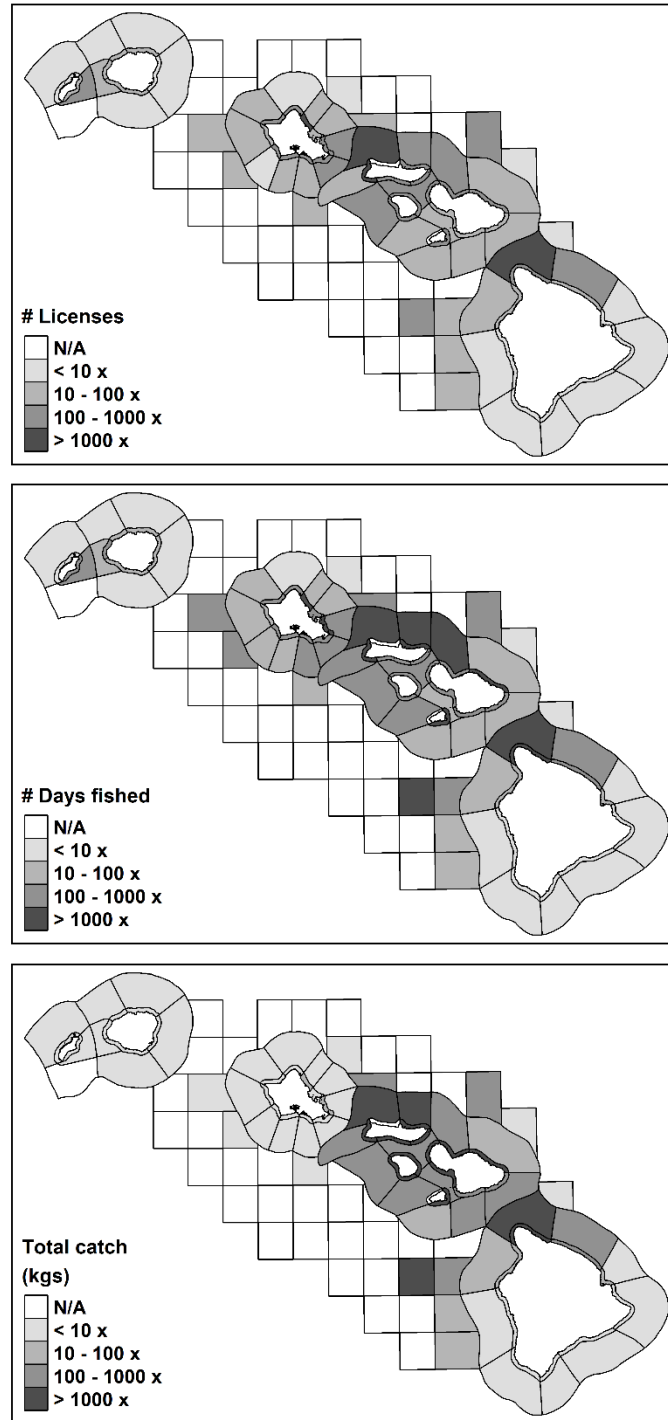 # Licenses
N/A
< 10 x
10 - 100 x
100 - 1000 x
> 1000 x
# Days fished
N/A
< 10 x
10 - 100 x
100 - 1000 x
> 1000 x
Total catch
(kgs)
N/A
< 10 x
10 - 100 x
100 - 1000 x
> 1000 x